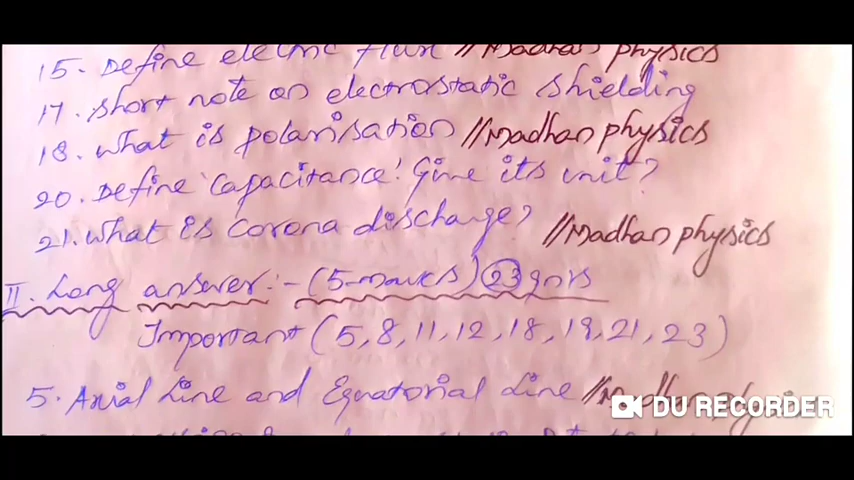 15. Define electric flux // Madhan physics
17. short note on electrostatic shielding
18. what is polarisation // Madhan physics
20. Define 'capacitance'. Give its unit?
21. what is corona discharge? // Madhan physics
II. Long answer:- (5-marks) 23 qns
Important (5, 8, 11, 12, 18, 19, 21, 23)
5. Axial Line and Equatorial Line // Madhan physics
DU RECORDER